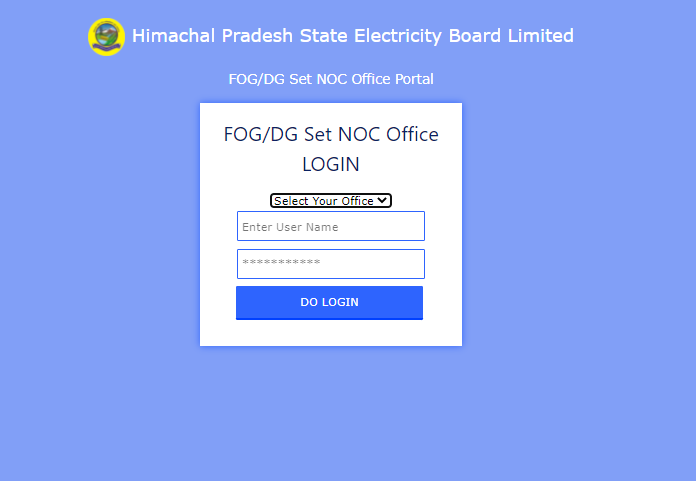 Himachal Pradesh State Electricity Board Limited
FOG/DG Set NOC Office Portal
FOG/DG Set NOC Office
LOGIN
Select Your Office
Enter User Name
***********
DO LOGIN